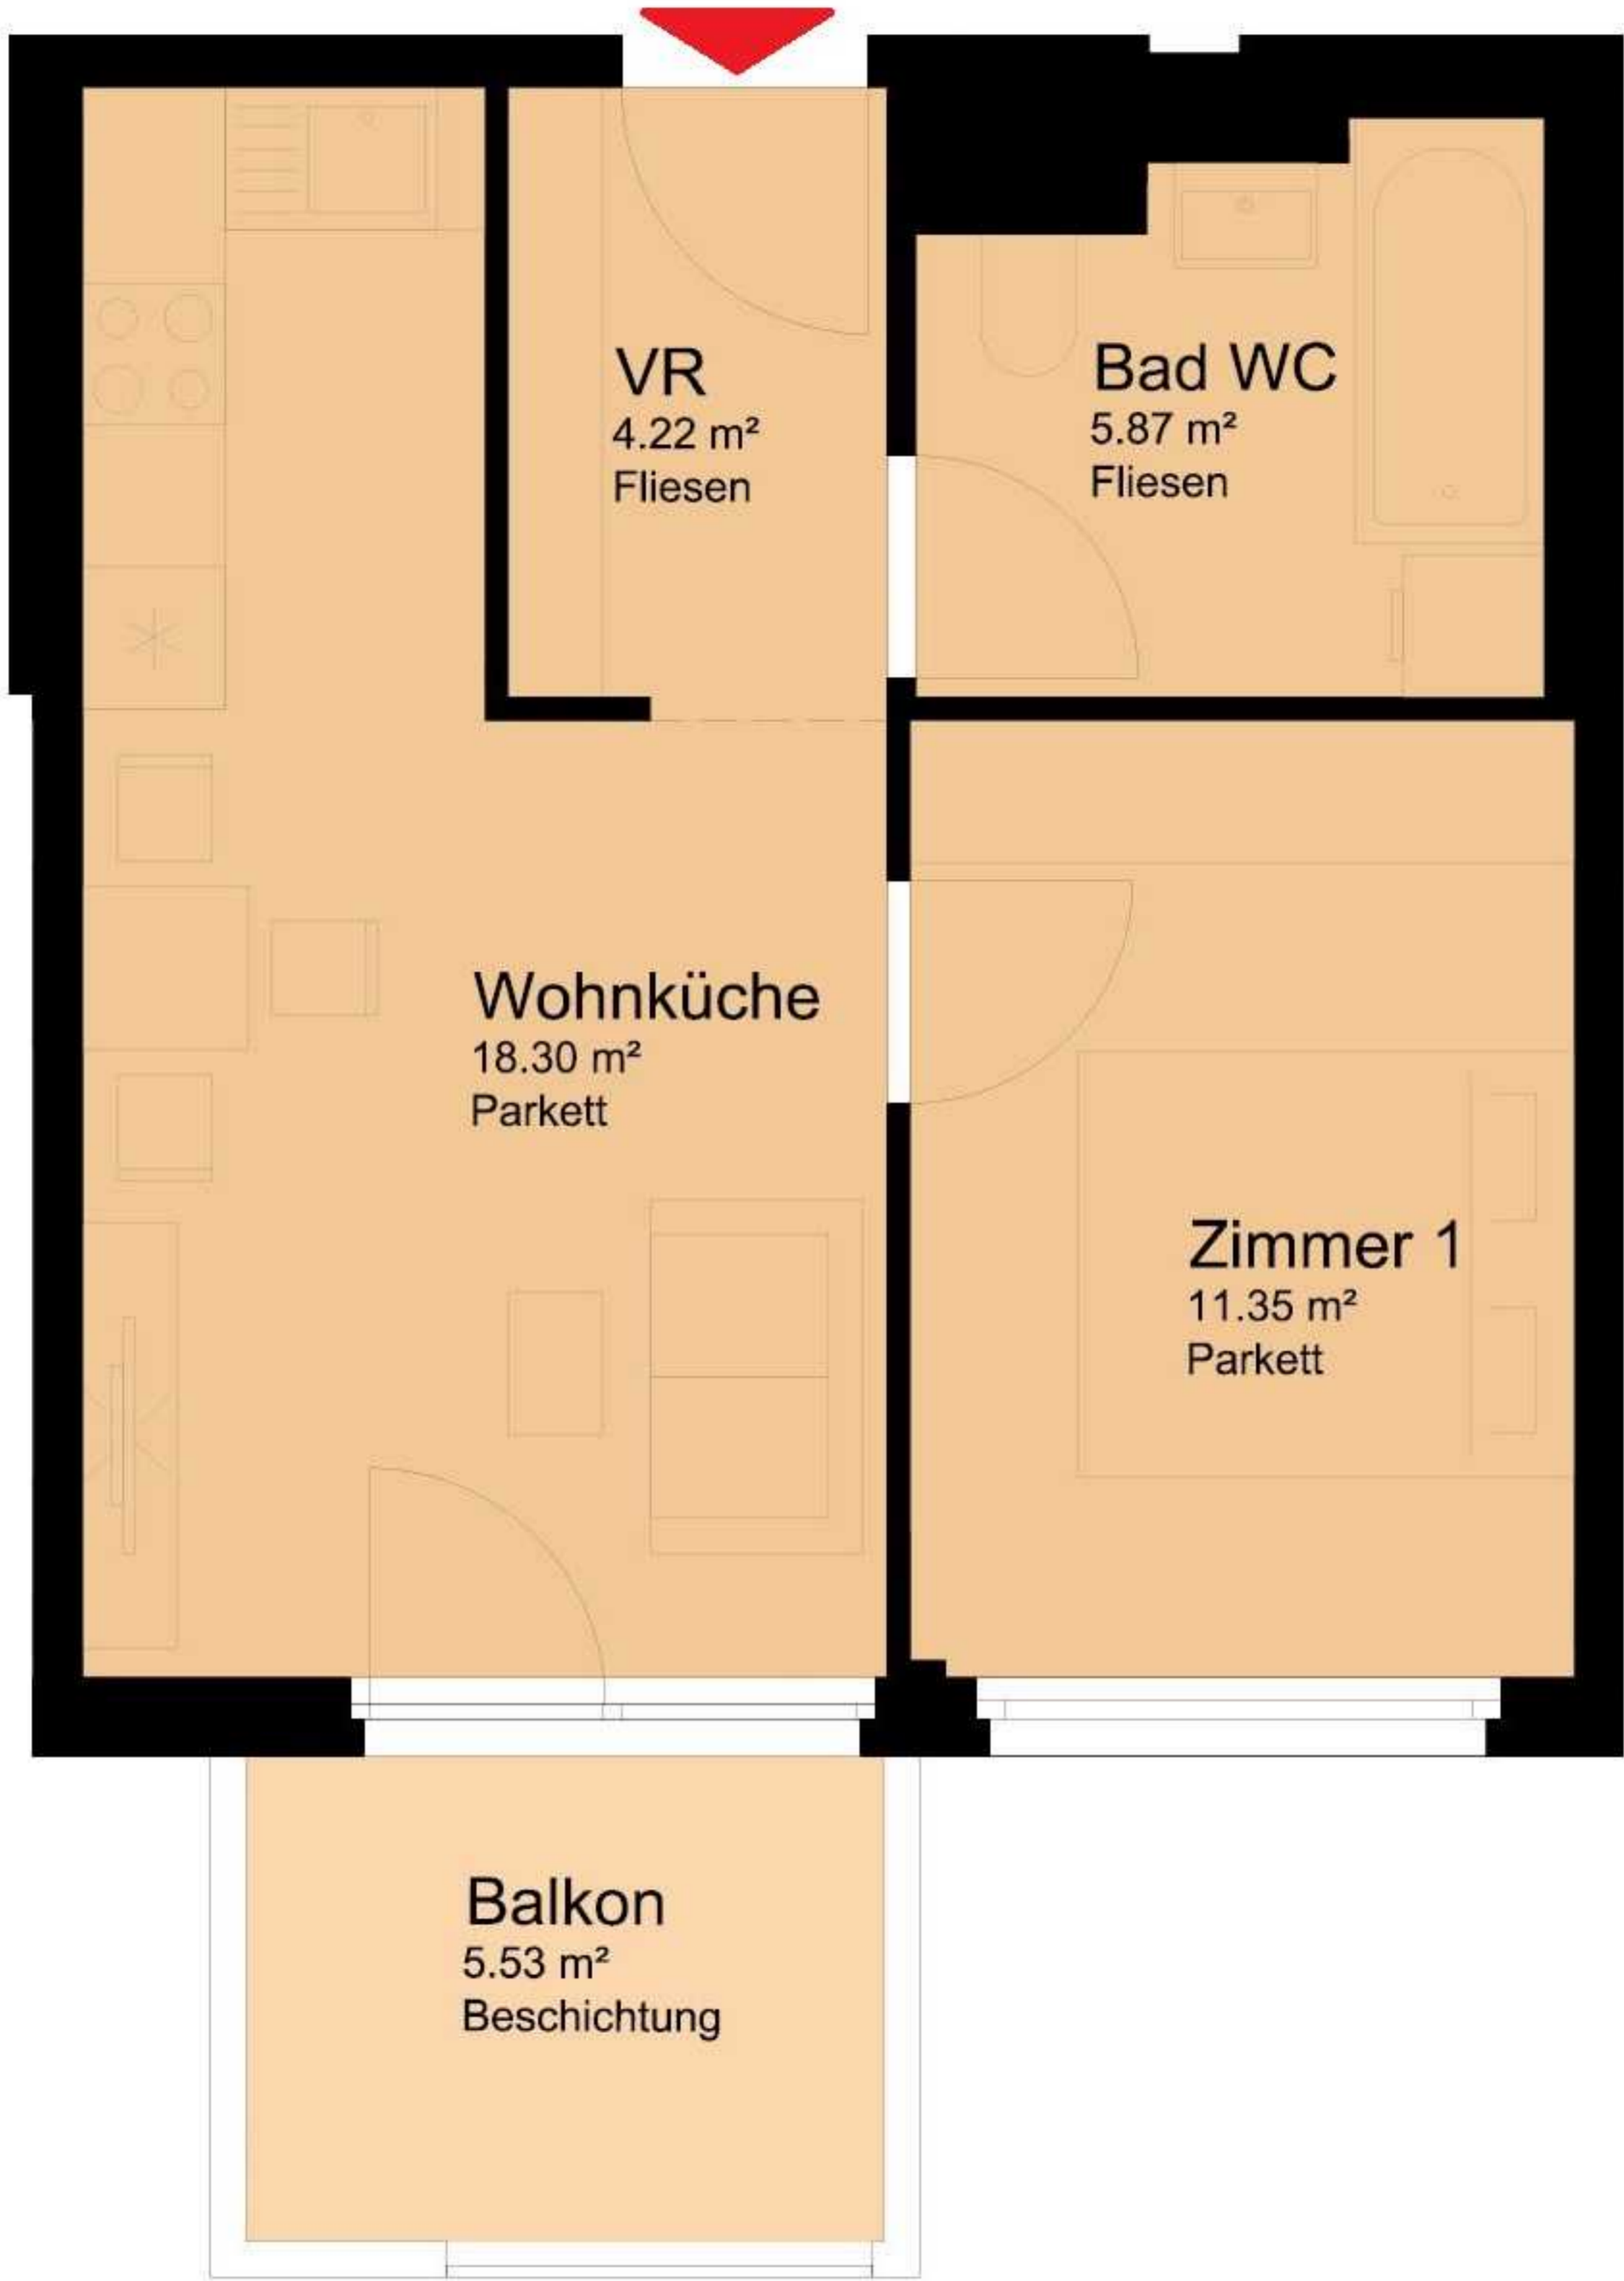 VR
4.22 m²
Fliesen
Bad WC
5.87 m²
Fliesen
Wohnküche
18.30 m²
Parkett
Zimmer 1
11.35 m²
Parkett
Balkon
5.53 m²
Beschichtung